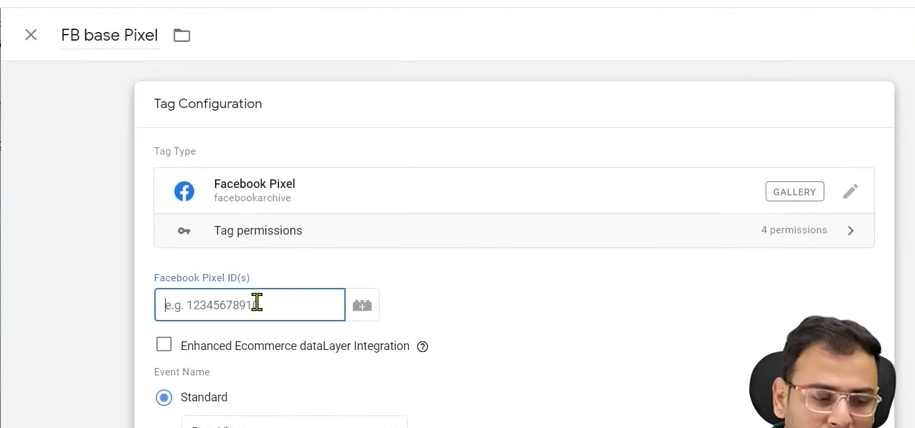 FB base Pixel
Tag Configuration
Tag Type
Facebook Pixel
facebookarchive
GALLERY
Tag permissions
4 permissions
Facebook Pixel ID(s)
e.g. 1234567891
Enhanced Ecommerce dataLayer Integration
Event Name
Standard